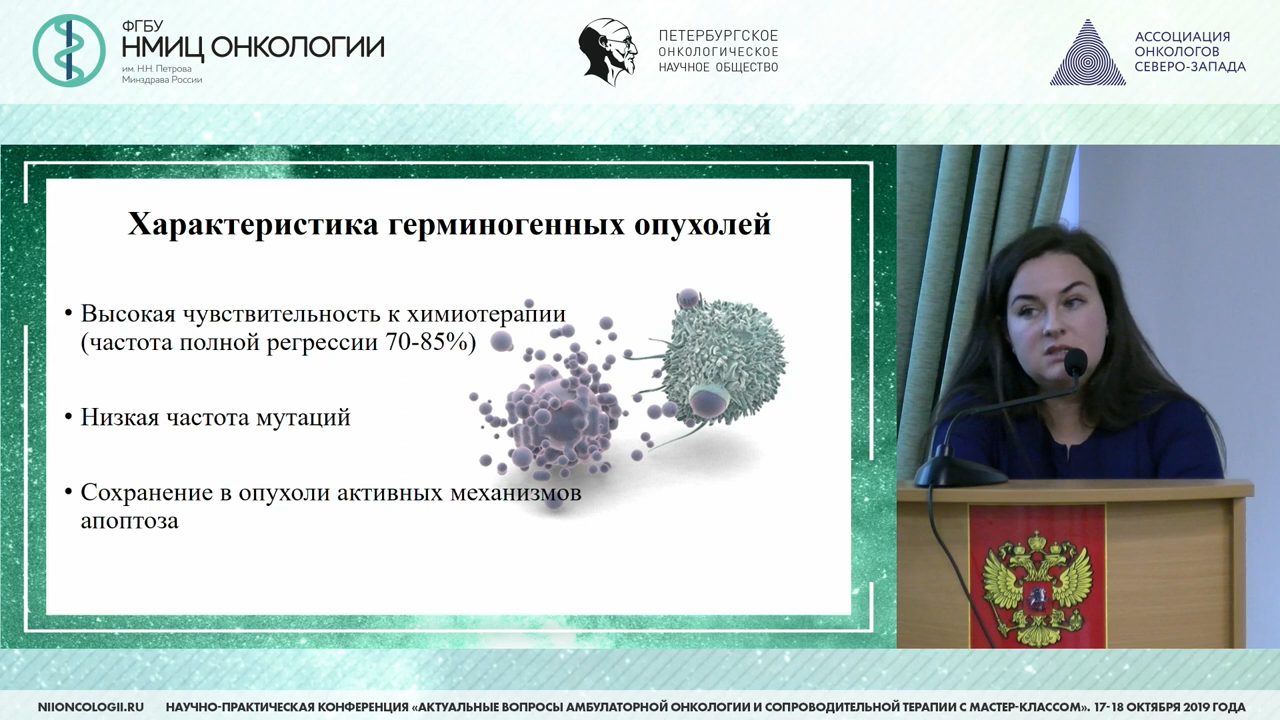 ФГБУ
НМИЦ ОНКОЛОГИИ
им. Н.Н. Петрова
Минздрава России
ПЕТЕРБУРГСКОЕ
ОНКОЛОГИЧЕСКОЕ
НАУЧНОЕ ОБЩЕСТВО
АССОЦИАЦИЯ
ОНКОЛОГОВ
СЕВЕРО-ЗАПАДА
Характеристика герминогенных опухолей
• Высокая чувствительность к химиотерапии
(частота полной регрессии 70-85%)
• Низкая частота мутаций
• Сохранение в опухоли активных механизмов
апоптоза
NIIONCOLOGII.RU НАУЧНО-ПРАКТИЧЕСКАЯ КОНФЕРЕНЦИЯ «АКТУАЛЬНЫЕ ВОПРОСЫ АМБУЛАТОРНОЙ ОНКОЛОГИИ И СОПРОВОДИТЕЛЬНОЙ ТЕРАПИИ С МАСТЕР-КЛАССОМ». 17-18 ОКТЯБРЯ 2019 ГОДА